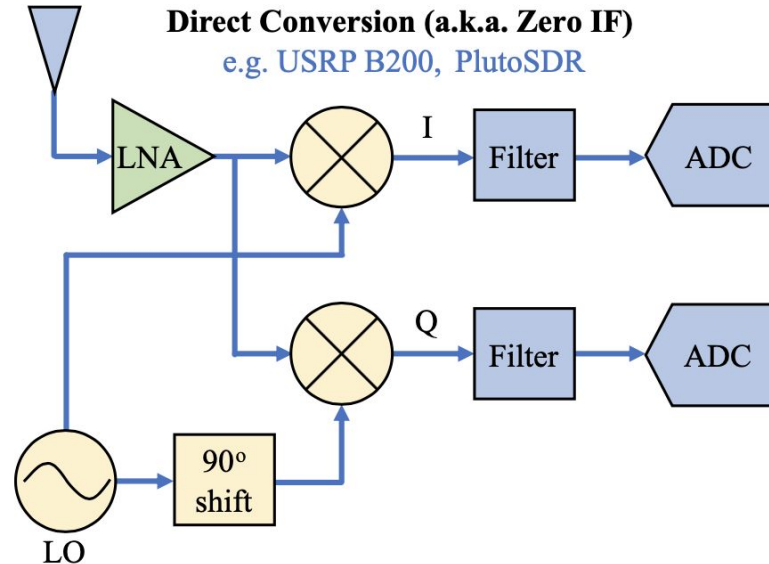 Direct Conversion (a.k.a. Zero IF)
e.g. USRP B200, PlutoSDR
LNA
I
Filter
ADC
Q
Filter
ADC
90º
shift
LO